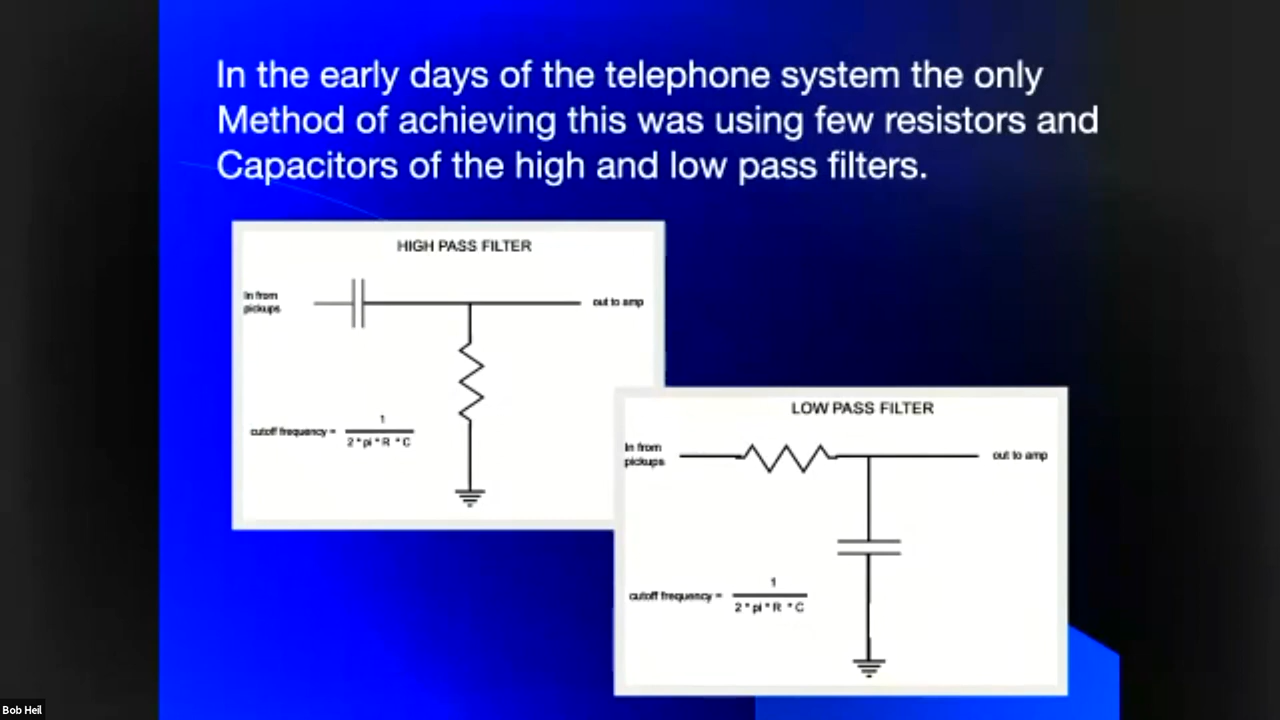 In the early days of the telephone system the only
Method of achieving this was using few resistors and
Capacitors of the high and low pass filters.
HIGH PASS FILTER
In from
pickups
out to amp
cutoff frequency =
1
2 * pi * R * C
LOW PASS FILTER
In from
pickups
out to amp
cutoff frequency =
1
2 * pi * R * C
Bob Heil